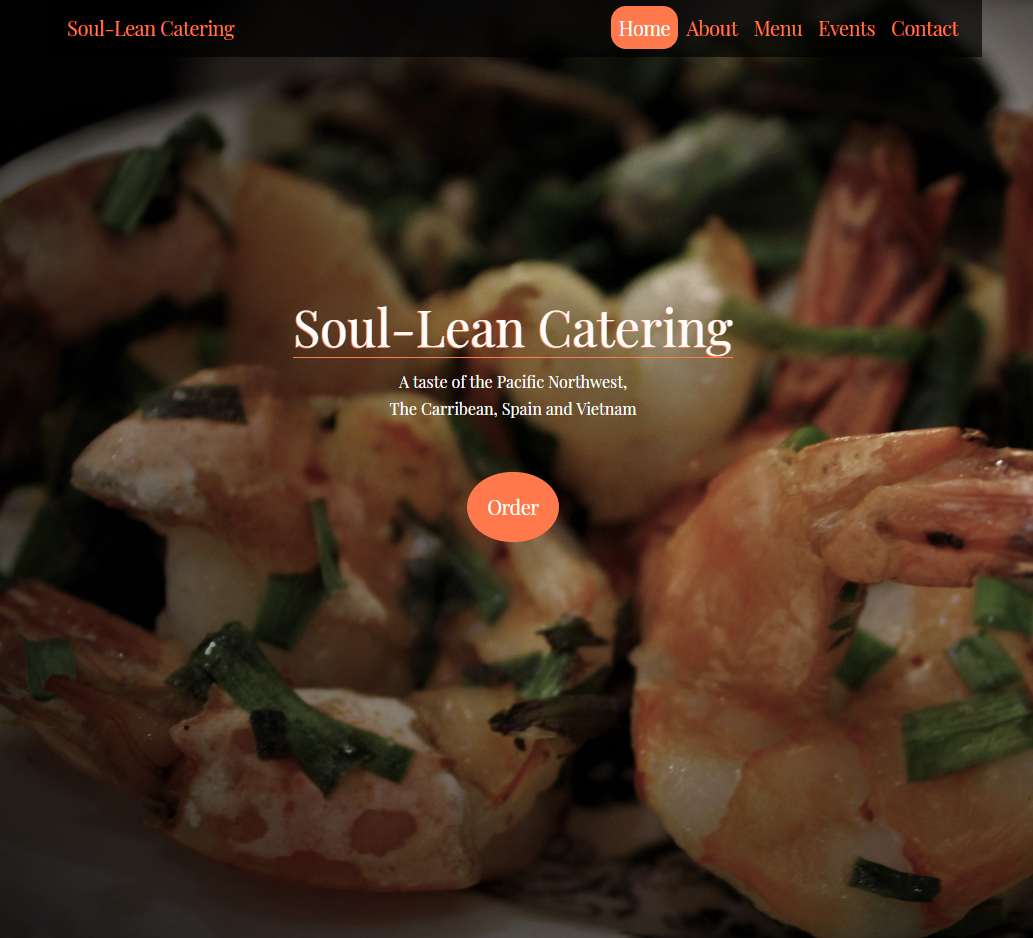 Soul-Lean Catering
Home About Menu Events Contact
Soul-Lean Catering
A taste of the Pacific Northwest,
The Carribean, Spain and Vietnam
Order